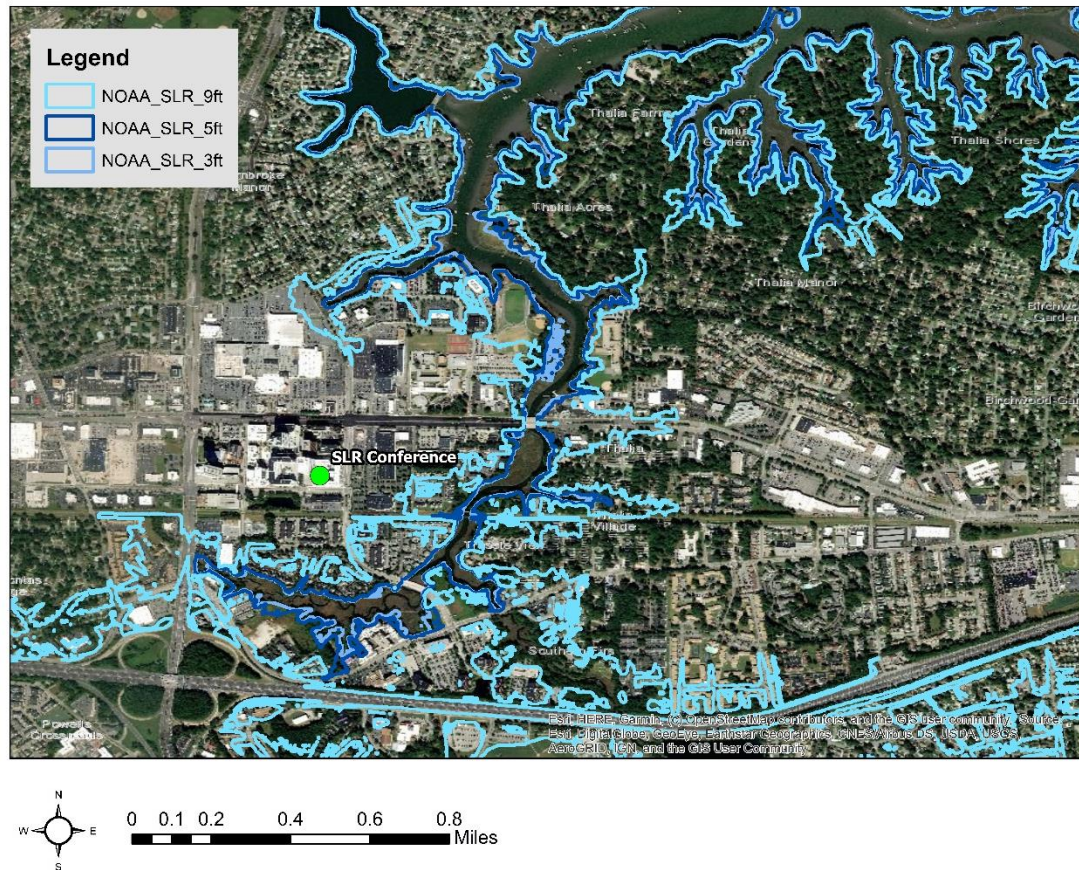 Legend
NOAA_SLR_9ft
NOAA_SLR_5ft
NOAA_SLR_3ft
Manor
Thalia Farms
Thalia
Gardens
Thalia Shores
Thalia Acres
Thalia Manor
Birchwood
Gardens
SLR Conference
Thalia
Village
Powells
Crossroads
Esri, HERE, Garmin, (c) OpenStreetMap contributors, and the GIS user community, Source:
Esri, DigitalGlobe, GeoEye, Earthstar Geographics, CNES/Airbus DS, USDA, USGS,
AeroGRID, IGN, and the GIS User Community
N
W
E
S
0 0.1 0.2 0.4 0.6 0.8
Miles